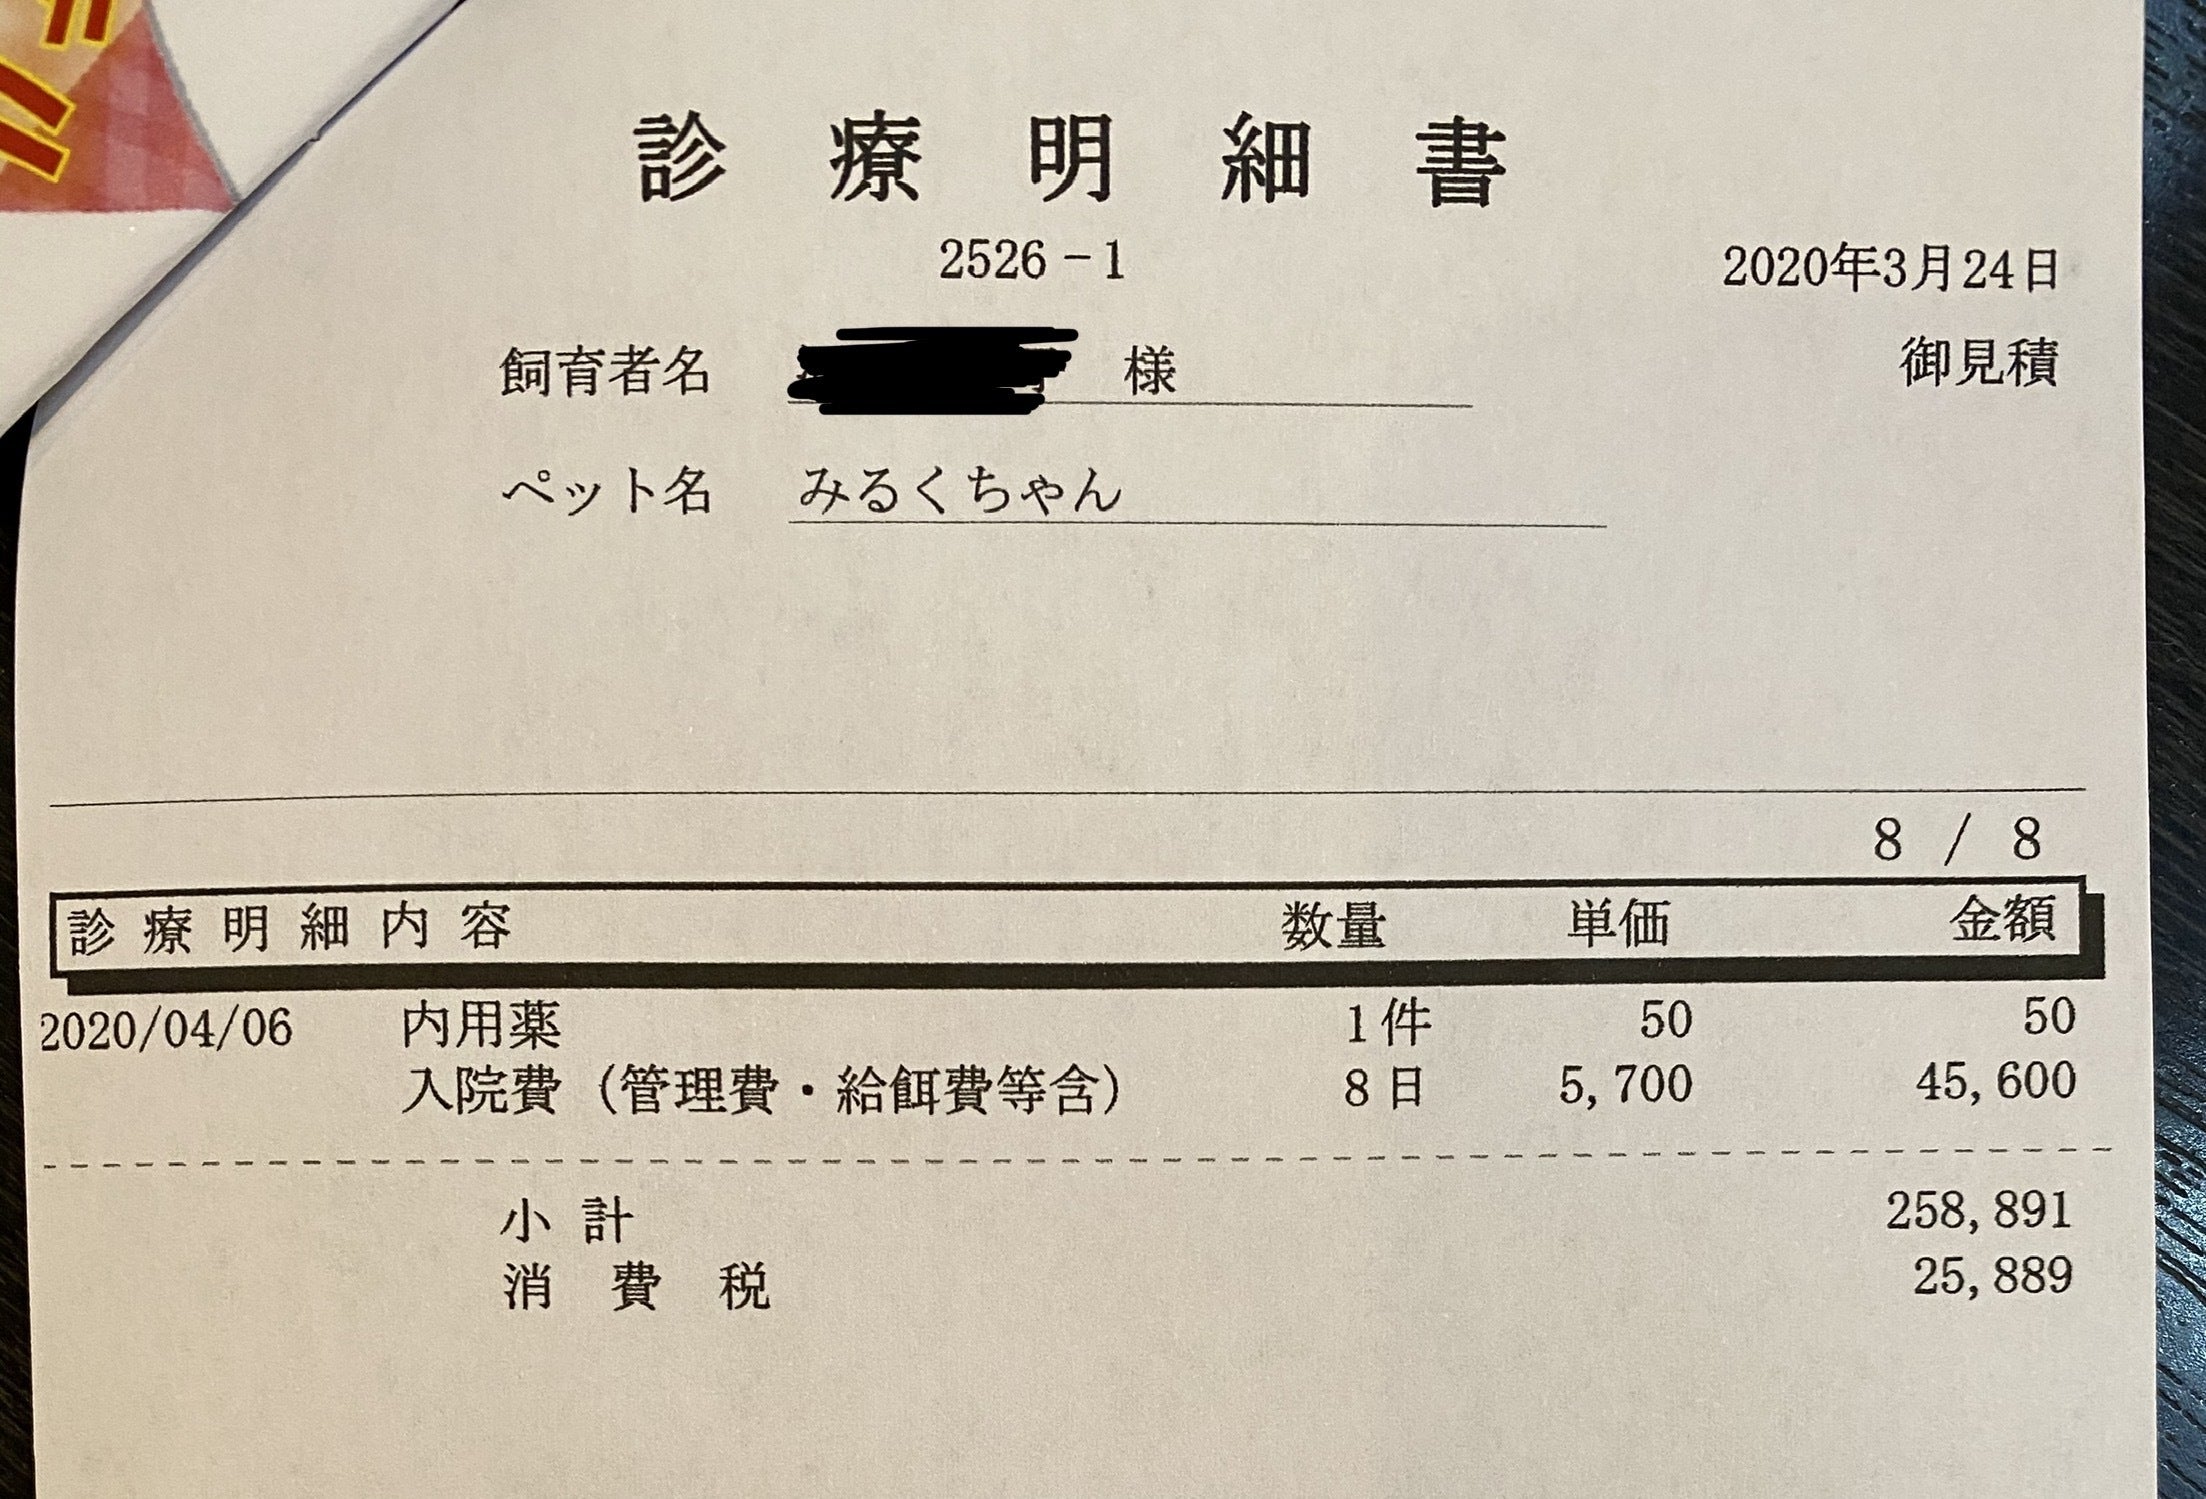 診療明細書
2526-1
2020年3月24日
飼育者名 様
御見積
ペット名 みるくちゃん
8 / 8
診療明細内容 数量 単価 金額
2020/04/06 内用薬 1件 50 50
入院費（管理費・給餌費等含） 8日 5,700 45,600
小計 258,891
消費税 25,889